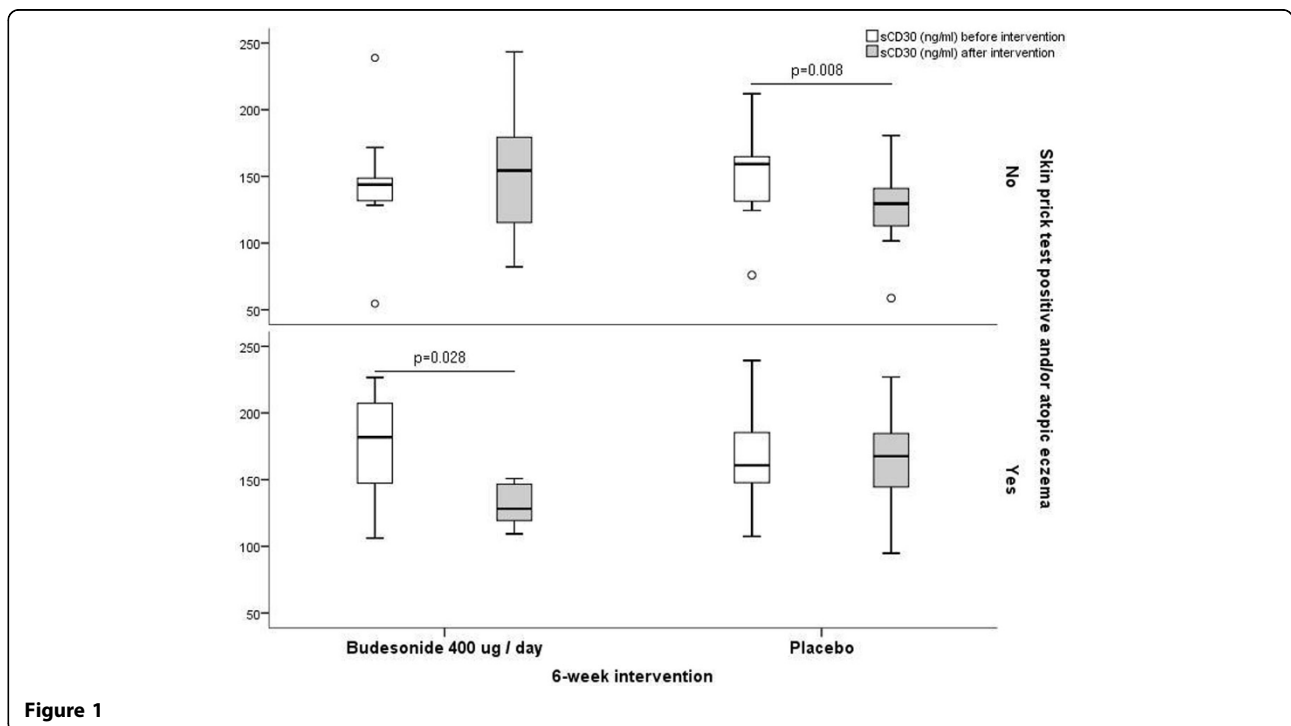 sCD30 (ng/ml) before intervention
sCD30 (ng/ml) after intervention
250
200
150
100
50
p=0.008
No
250
200
150
100
50
p=0.028
Yes
Skin prick test positive and/or atopic eczema
Budesonide 400 ug / day
Placebo
6-week intervention
Figure 1